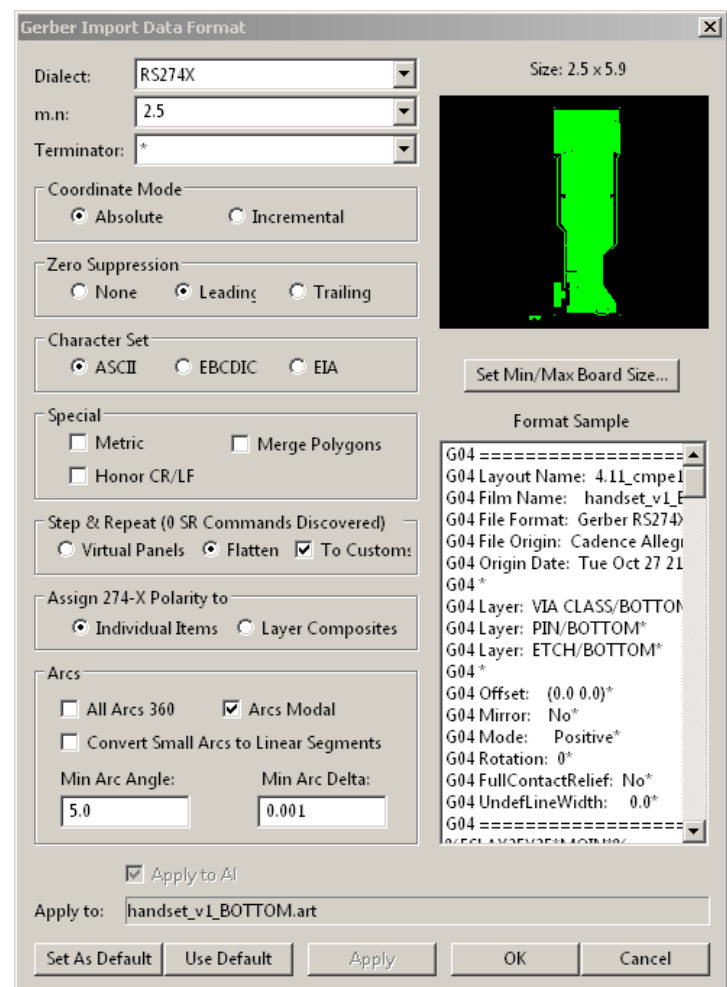 Gerber Import Data Format
Dialect: RS274X
m.n: 2.5
Terminator: *
Coordinate Mode
Absolute Incremental
Zero Suppression
None Leading Trailing
Character Set
ASCII EBCDIC EIA
Special
Metric Merge Polygons
Honor CR/LF
Step & Repeat (0 SR Commands Discovered)
Virtual Panels Flatten To Customs
Assign 274-X Polarity to
Individual Items Layer Composites
Arcs
All Arcs 360 Arcs Modal
Convert Small Arcs to Linear Segments
Min Arc Angle: Min Arc Delta:
5.0 0.001
Size: 2.5 x 5.9
Set Min/Max Board Size...
Format Sample
G04 ====================
G04 Layout Name: 4.11_cmpe1
G04 Film Name: handset_v1_B
G04 File Format: Gerber RS274X
G04 File Origin: Cadence Allegr
G04 Origin Date: Tue Oct 27 21
G04 *
G04 Layer: VIA CLASS/BOTTOM
G04 Layer: PIN/BOTTOM*
G04 Layer: ETCH/BOTTOM*
G04 *
G04 Offset: (0.0 0.0)*
G04 Mirror: No*
G04 Mode: Positive*
G04 Rotation: 0*
G04 FullContactRelief: No*
G04 UndefLineWidth: 0.0*
G04 ====================
Apply to Al
Apply to: handset_v1_BOTTOM.art
Set As Default Use Default Apply OK Cancel